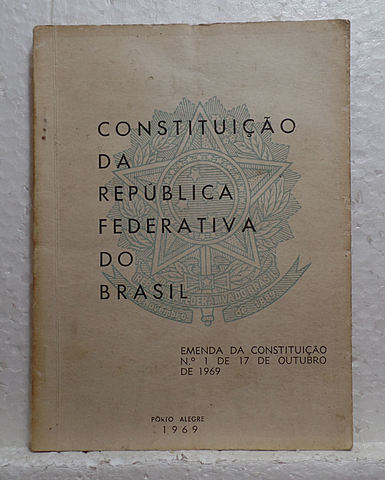 CONSTITUIÇÃO
DA
REPÚBLICA
FEDERATIVA
DO
BRASIL
EMENDA DA CONSTITUIÇÃO
N.º 1 DE 17 DE OUTUBRO
DE 1969
PÔRTO ALEGRE
1969